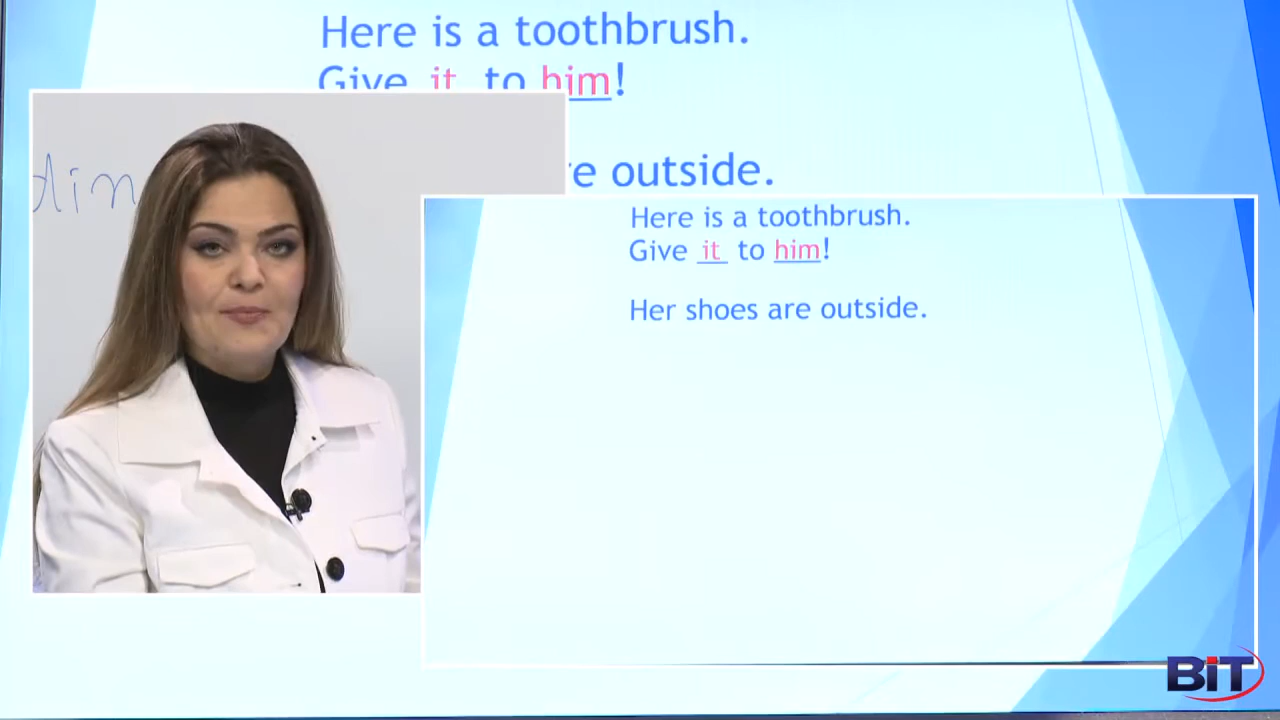 Here is a toothbrush.
Give it to him!
outside.
din
Here is a toothbrush.
Give it to him!
Her shoes are outside.
BiT